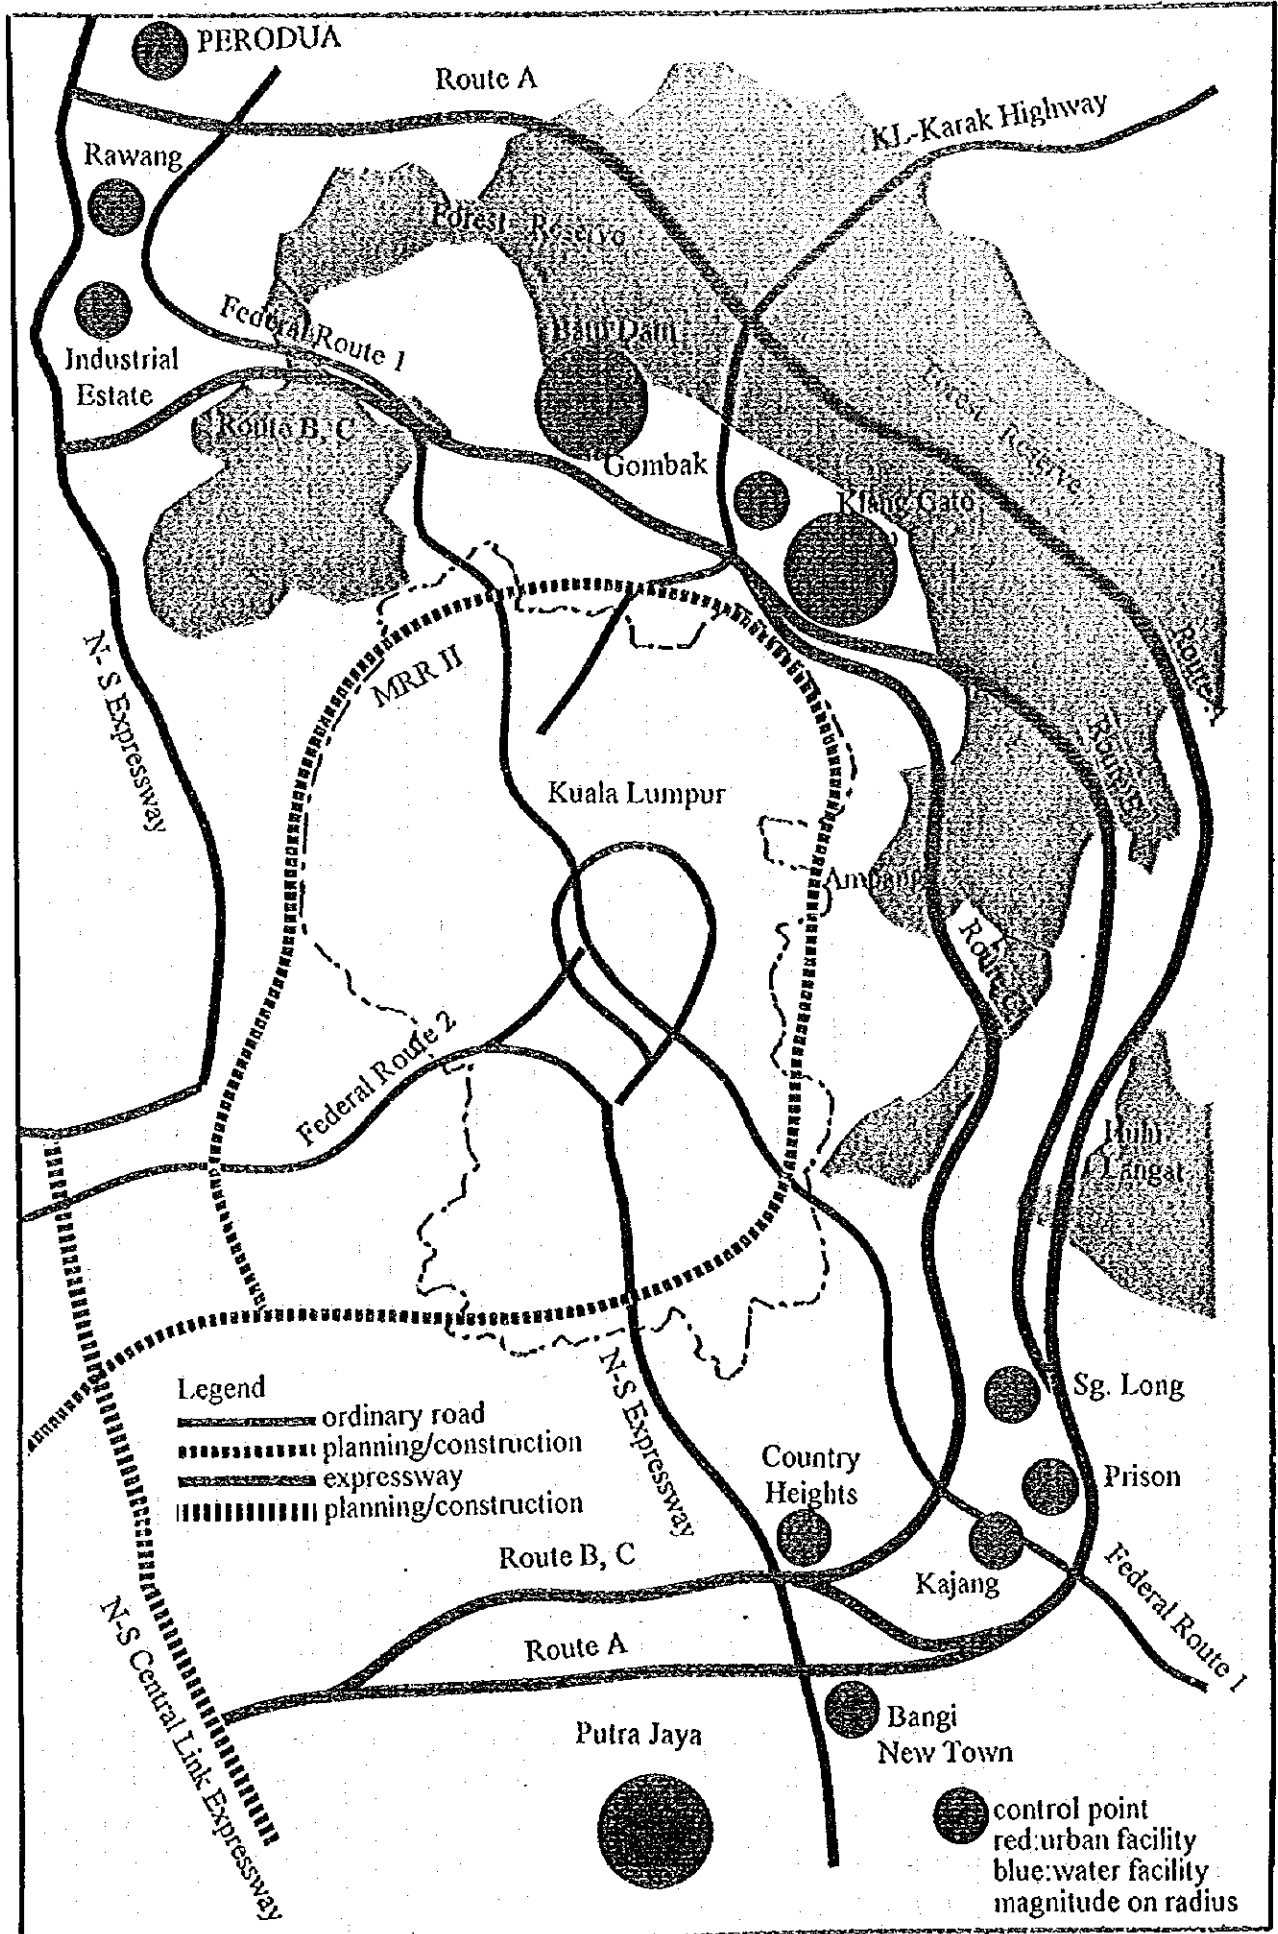 PERODUA
Route A
KL-Karak Highway
Rawang
Forest Reserve
Federal Route 1
Batu Dam
Industrial
Estate
Forest Reserve
Route B, C
Gombak
Klang Gate
N-S Expressway
MRR II
Route A
Route B
Kuala Lumpur
Ampang
Route C
Federal Route 2
Hulu
Langat
Legend
ordinary road
planning/construction
expressway
planning/construction
N-S Expressway
Sg. Long
Country
Heights
Prison
Route B, C
Kajang
Federal Route 1
N-S Central Link Expressway
Route A
Putra Jaya
Bangi
New Town
control point
red:urban facility
blue:water facility
magnitude on radius